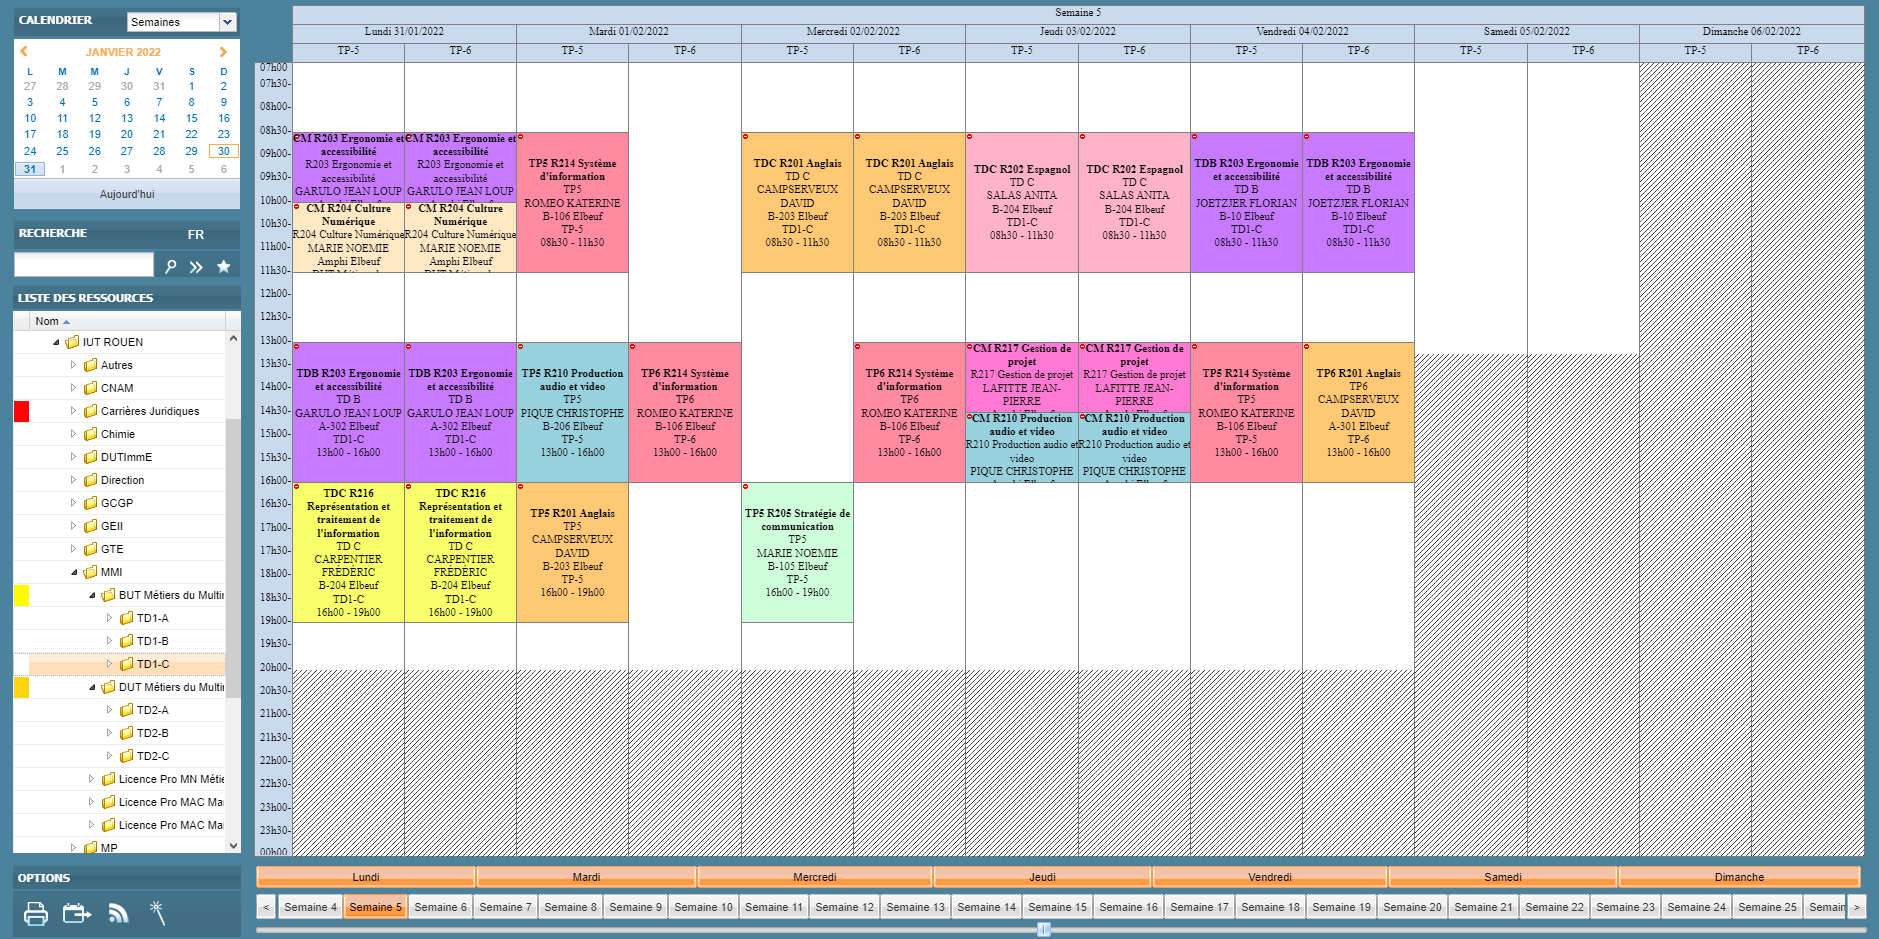 CALENDRIER
Semaines
JANVIER 2022
L M M J V S D
27 28 29 30 31 1 2
3 4 5 6 7 8 9
10 11 12 13 14 15 16
17 18 19 20 21 22 23
24 25 26 27 28 29 30
31 1 2 3 4 5 6
Aujourd'hui
RECHERCHE FR
LISTE DES RESSOURCES
Nom
IUT ROUEN
Autres
CNAM
Carrières Juridiques
Chimie
DUTImmE
Direction
GCGP
GEII
GTE
MMI
BUT Métiers du Multir
TD1-A
TD1-B
TD1-C
DUT Métiers du Multir
TD2-A
TD2-B
TD2-C
Licence Pro MN Métie
Licence Pro MAC Mar
Licence Pro MAC Mar
MP
OPTIONS
Semaine 5
Lundi 31/01/2022 Mardi 01/02/2022 Mercredi 02/02/2022 Jeudi 03/02/2022 Vendredi 04/02/2022 Samedi 05/02/2022 Dimanche 06/02/2022
TP-5 TP-6 TP-5 TP-6 TP-5 TP-6 TP-5 TP-6 TP-5 TP-6 TP-5 TP-6 TP-5 TP-6
07h00
07h30-
08h00-
08h30-
09h00-
09h30-
10h00-
10h30-
11h00-
11h30-
12h00-
12h30-
13h00-
13h30-
14h00-
14h30-
15h00-
15h30-
16h00-
16h30-
17h00-
17h30-
18h00-
18h30-
19h00-
19h30-
20h00-
20h30-
21h00-
21h30-
22h00-
22h30-
23h00-
23h30-
00h00
CM R203 Ergonomie et
accessibilité
R203 Ergonomie et
accessibilité
GARULO JEAN LOUP
Amphi Elbeuf
CM R204 Culture
Numérique
R204 Culture Numérique
MARIE NOEMIE
Amphi Elbeuf
TDB R203 Ergonomie
et accessibilité
TD B
GARULO JEAN LOUP
A-302 Elbeuf
TD1-C
13h00 - 16h00
TDC R216
Représentation et
traitement de
l'information
TD C
CARPENTIER
FRÉDÉRIC
B-204 Elbeuf
TD1-C
16h00 - 19h00
CM R203 Ergonomie et
accessibilité
R203 Ergonomie et
accessibilité
GARULO JEAN LOUP
Amphi Elbeuf
CM R204 Culture
Numérique
R204 Culture Numérique
MARIE NOEMIE
Amphi Elbeuf
TDB R203 Ergonomie
et accessibilité
TD B
GARULO JEAN LOUP
A-302 Elbeuf
TD1-C
13h00 - 16h00
TDC R216
Représentation et
traitement de
l'information
TD C
CARPENTIER
FRÉDÉRIC
B-204 Elbeuf
TD1-C
16h00 - 19h00
TP5 R214 Système
d'information
TP5
ROMEO KATERINE
B-106 Elbeuf
TP-5
08h30 - 11h30
TP5 R210 Production
audio et video
TP5
PIQUE CHRISTOPHE
B-206 Elbeuf
TP-5
13h00 - 16h00
TP5 R201 Anglais
TP5
CAMPSERVEUX
DAVID
B-203 Elbeuf
TP-5
16h00 - 19h00
TP6 R214 Système
d'information
TP6
ROMEO KATERINE
B-106 Elbeuf
TP-6
13h00 - 16h00
TDC R201 Anglais
TD C
CAMPSERVEUX
DAVID
B-203 Elbeuf
TD1-C
08h30 - 11h30
TP5 R205 Stratégie de
communication
TP5
MARIE NOEMIE
B-105 Elbeuf
TP-5
16h00 - 19h00
TDC R201 Anglais
TD C
CAMPSERVEUX
DAVID
B-203 Elbeuf
TD1-C
08h30 - 11h30
TP6 R214 Système
d'information
TP6
ROMEO KATERINE
B-106 Elbeuf
TP-6
13h00 - 16h00
TDC R202 Espagnol
TD C
SALAS ANITA
B-204 Elbeuf
TD1-C
08h30 - 11h30
CM R217 Gestion de
projet
R217 Gestion de projet
LAFITTE JEAN-
PIERRE
Amphi Elbeuf
CM R210 Production
audio et video
R210 Production audio et
video
PIQUE CHRISTOPHE
Amphi Elbeuf
TDC R202 Espagnol
TD C
SALAS ANITA
B-204 Elbeuf
TD1-C
08h30 - 11h30
CM R217 Gestion de
projet
R217 Gestion de projet
LAFITTE JEAN-
PIERRE
Amphi Elbeuf
CM R210 Production
audio et video
R210 Production audio et
video
PIQUE CHRISTOPHE
Amphi Elbeuf
TDB R203 Ergonomie
et accessibilité
TD B
JOETZJER FLORIAN
B-10 Elbeuf
TD1-C
08h30 - 11h30
TP5 R214 Système
d'information
TP5
ROMEO KATERINE
B-106 Elbeuf
TP-5
13h00 - 16h00
TDB R203 Ergonomie
et accessibilité
TD B
JOETZJER FLORIAN
B-10 Elbeuf
TD1-C
08h30 - 11h30
TP6 R201 Anglais
TP6
CAMPSERVEUX
DAVID
A-301 Elbeuf
TP-6
13h00 - 16h00
Lundi Mardi Mercredi Jeudi Vendredi Samedi Dimanche
< Semaine 4 Semaine 5 Semaine 6 Semaine 7 Semaine 8 Semaine 9 Semaine 10 Semaine 11 Semaine 12 Semaine 13 Semaine 14 Semaine 15 Semaine 16 Semaine 17 Semaine 18 Semaine 19 Semaine 20 Semaine 21 Semaine 22 Semaine 23 Semaine 24 Semaine 25 Semain >